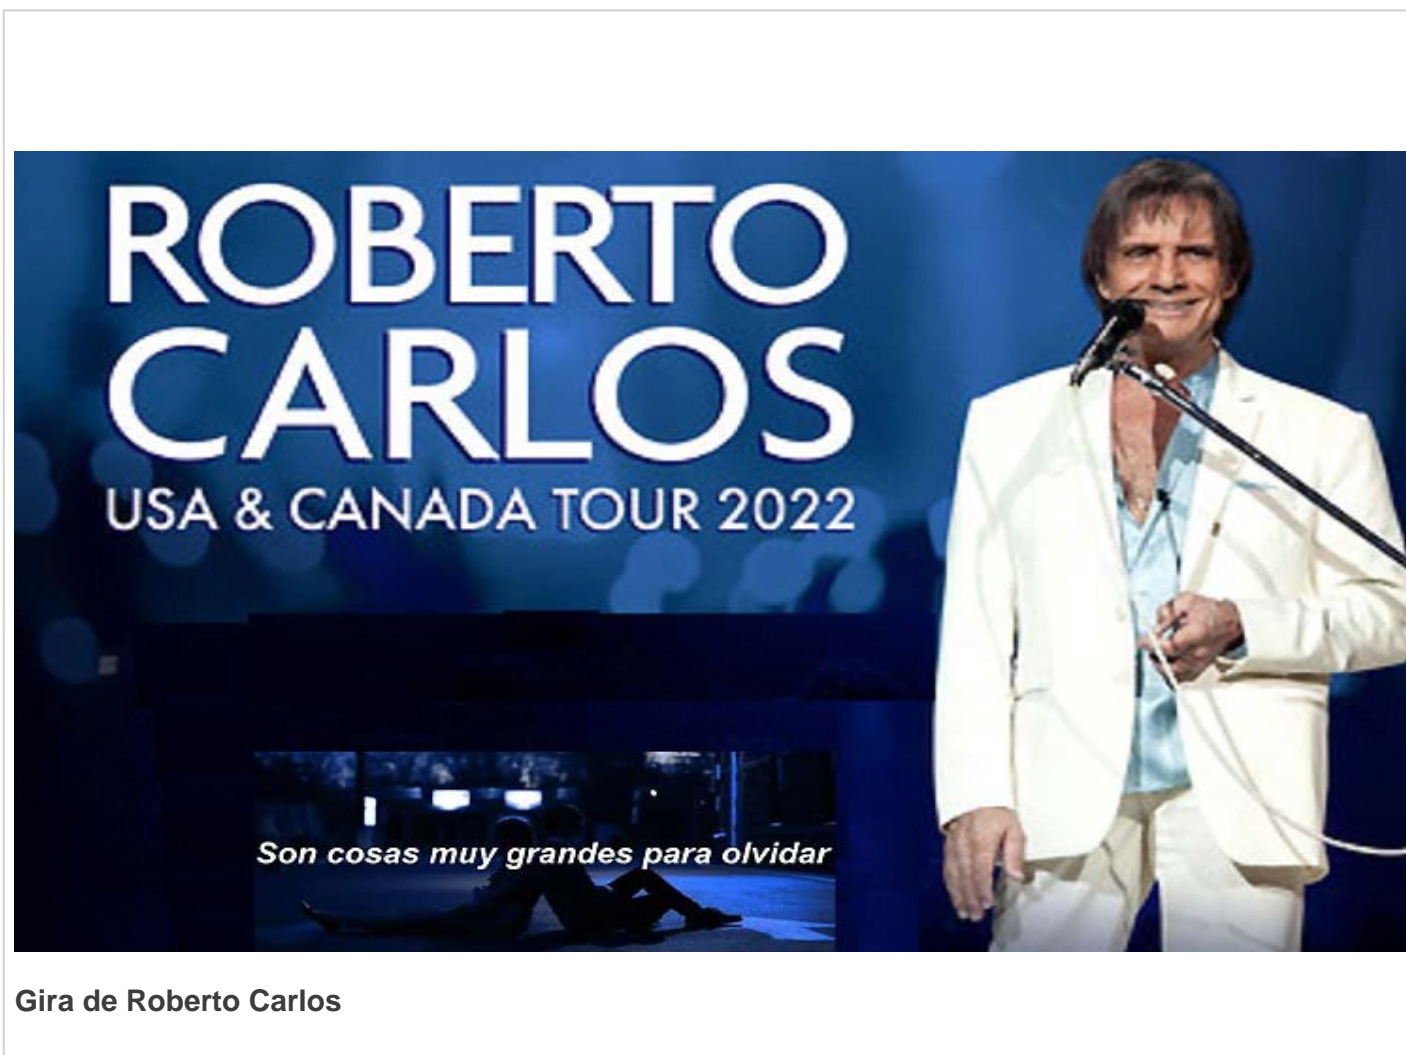 ROBERTO
CARLOS
USA & CANADA TOUR 2022
Son cosas muy grandes para olvidar
Gira de Roberto Carlos